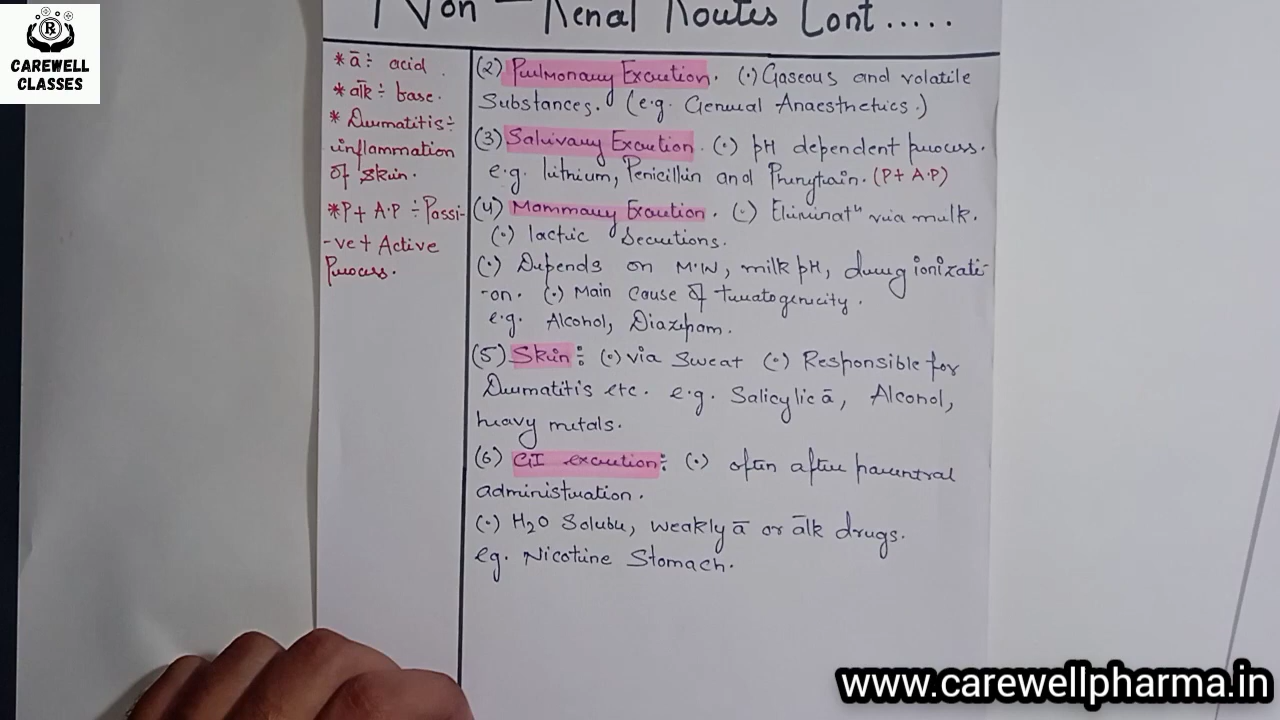 CAREWELL
CLASSES
Non - Renal Routes Cont.....
* ā ÷ acid.
* ālk ÷ base.
* Dermatitis ÷
inflammation
of skin.
* P + A.P ÷ Passi-
-ve + Active
Process.
(2) Pulmonary Excretion. (•) Gaseous and volatile
Substances. (e.g. General Anaesthetics.)
(3) Salivary Excretion. (•) pH dependent process.
e.g. lithium, Penicillin and Phenytoin. (P + A.P)
(4) Mammary Excretion. (•) Eliminatⁿ via milk.
(•) lactic Secretions.
(•) Depends on M.W, milk pH, drug ionizati-
-on. (•) Main Cause of teratogenicity.
e.g. Alcohol, Diazepam.
(5) Skin: (•) via Sweat (•) Responsible for
Dermatitis etc. e.g. Salicylic ā, Alcohol,
heavy metals.
(6) GI excretion: (•) often after parentral
administration.
(•) H2O Soluble, weakly ā or ālk drugs.
eg. Nicotine Stomach.
www.carewellpharma.in